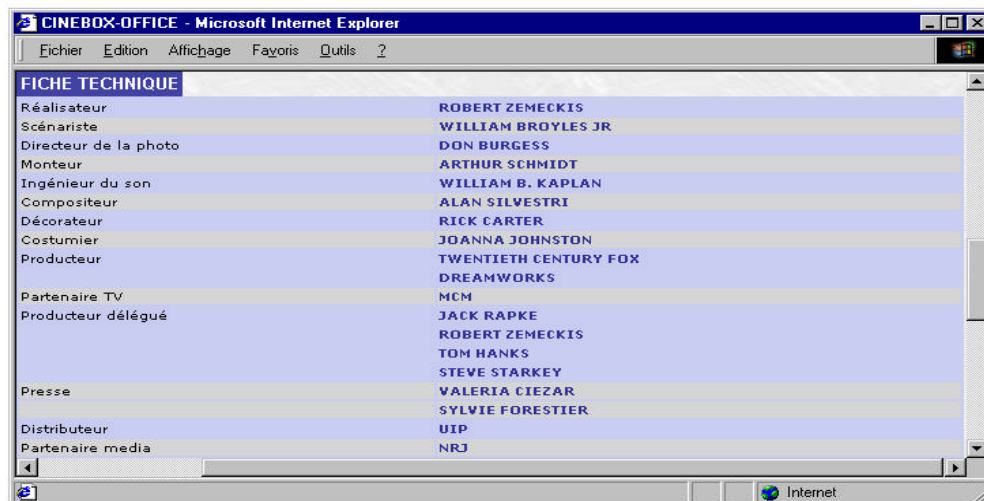 CINEBOX-OFFICE - Microsoft Internet Explorer
Fichier Edition Affichage Favoris Outils ?
FICHE TECHNIQUE
Réalisateur ROBERT ZEMECKIS
Scénariste WILLIAM BROYLES JR
Directeur de la photo DON BURGESS
Monteur ARTHUR SCHMIDT
Ingénieur du son WILLIAM B. KAPLAN
Compositeur ALAN SILVESTRI
Décorateur RICK CARTER
Costumier JOANNA JOHNSTON
Producteur TWENTIETH CENTURY FOX
DREAMWORKS
Partenaire TV MCM
Producteur délégué JACK RAPKE
ROBERT ZEMECKIS
TOM HANKS
STEVE STARKEY
Presse VALERIA CIEZAR
SYLVIE FORESTIER
Distributeur UIP
Partenaire media NRJ
Internet